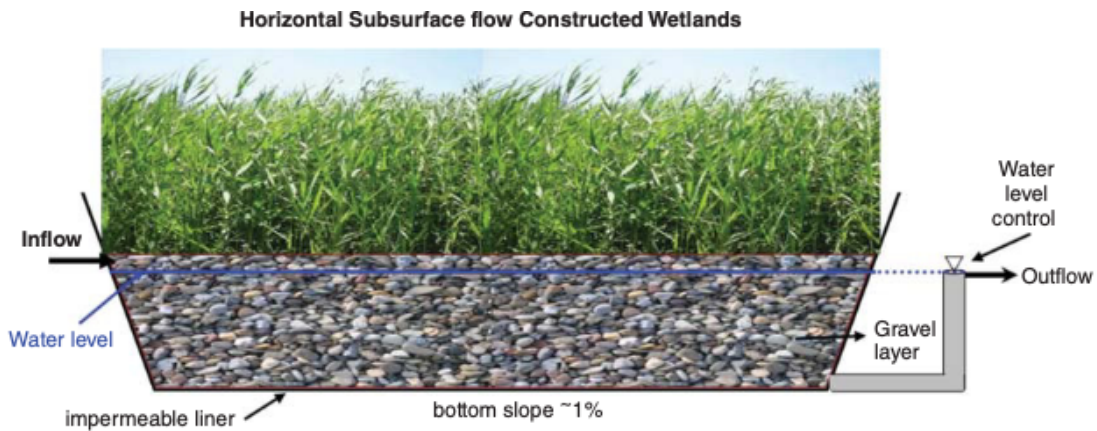 Horizontal Subsurface flow Constructed Wetlands
Water
level
control
Inflow
Outflow
Water level
Gravel
layer
impermeable liner
bottom slope ~1%